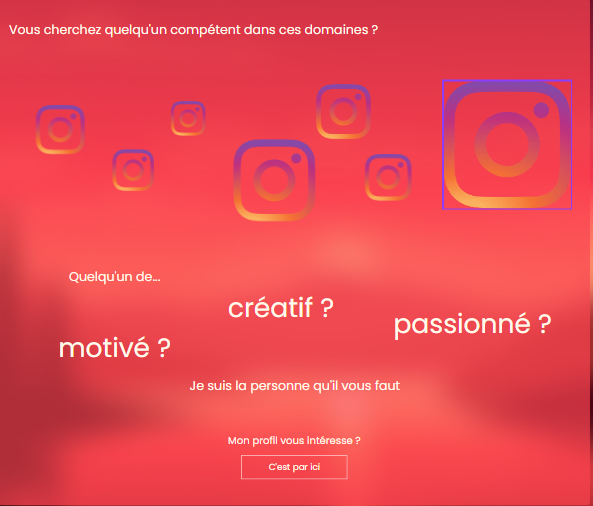 Vous cherchez quelqu'un compétent dans ces domaines ?
Quelqu'un de...
créatif ?
passionné ?
motivé ?
Je suis la personne qu'il vous faut
Mon profil vous intéresse ?
C'est par ici